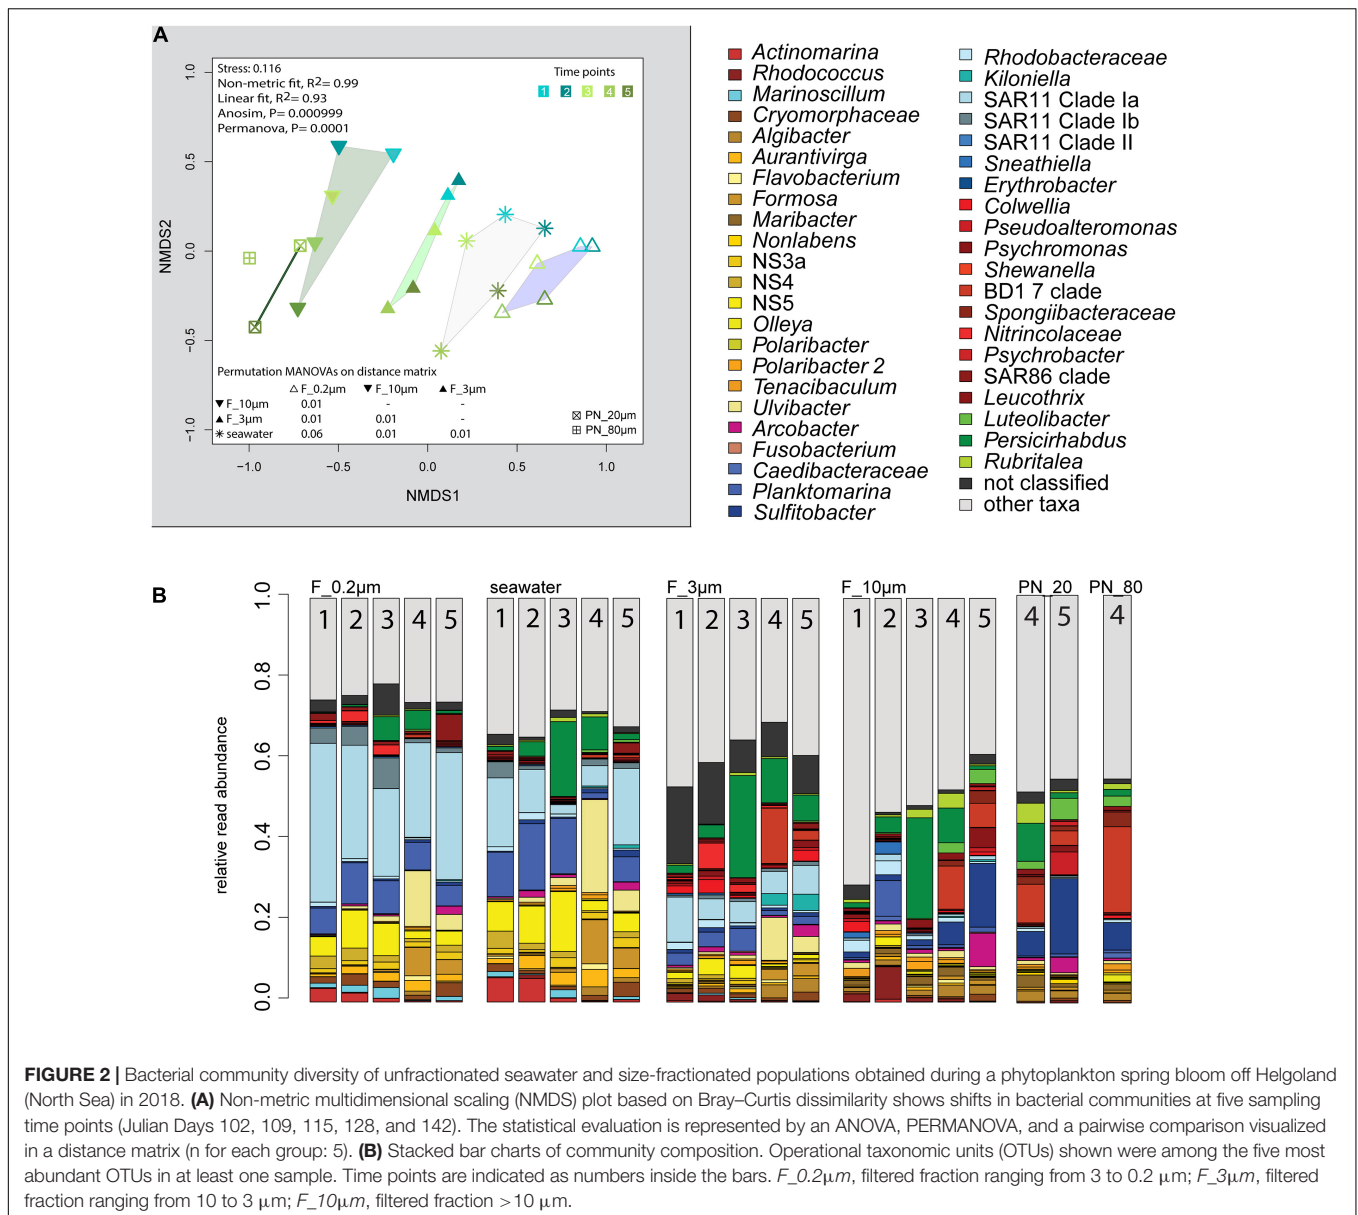 A
Stress: 0.116
Non-metric fit, R2= 0.99
Linear fit, R2= 0.93
Anosim, P= 0.000999
Permanova, P= 0.0001
Time points
1 2 3 4 5
NMDS2
1.0
0.5
0.0
−0.5
−1.0
Permutation MANOVAs on distance matrix
F_0.2µm F_10µm F_3µm
F_10µm 0.01 - -
F_3µm 0.01 0.01 -
seawater 0.06 0.01 0.01
PN_20µm
PN_80µm
−1.0 −0.5 0.0 0.5 1.0
NMDS1
Actinomarina
Rhodococcus
Marinoscillum
Cryomorphaceae
Algibacter
Aurantivirga
Flavobacterium
Formosa
Maribacter
Nonlabens
NS3a
NS4
NS5
Olleya
Polaribacter
Polaribacter 2
Tenacibaculum
Ulvibacter
Arcobacter
Fusobacterium
Caedibacteraceae
Planktomarina
Sulfitobacter
Rhodobacteraceae
Kiloniella
SAR11 Clade Ia
SAR11 Clade Ib
SAR11 Clade II
Sneathiella
Erythrobacter
Colwellia
Pseudoalteromonas
Psychromonas
Shewanella
BD1 7 clade
Spongiibacteraceae
Nitrincolaceae
Psychrobacter
SAR86 clade
Leucothrix
Luteolibacter
Persicirhabdus
Rubritalea
not classified
other taxa
B
F_0.2µm seawater F_3µm F_10µm PN_20 PN_80
1 2 3 4 5 1 2 3 4 5 1 2 3 4 5 1 2 3 4 5 4 5 4
relative read abundance
1.0
0.8
0.6
0.4
0.2
0.0
FIGURE 2 | Bacterial community diversity of unfractionated seawater and size-fractionated populations obtained during a phytoplankton spring bloom off Helgoland
(North Sea) in 2018. (A) Non-metric multidimensional scaling (NMDS) plot based on Bray–Curtis dissimilarity shows shifts in bacterial communities at five sampling
time points (Julian Days 102, 109, 115, 128, and 142). The statistical evaluation is represented by an ANOVA, PERMANOVA, and a pairwise comparison visualized
in a distance matrix (n for each group: 5). (B) Stacked bar charts of community composition. Operational taxonomic units (OTUs) shown were among the five most
abundant OTUs in at least one sample. Time points are indicated as numbers inside the bars. F_0.2µm, filtered fraction ranging from 3 to 0.2 µm; F_3µm, filtered
fraction ranging from 10 to 3 µm; F_10µm, filtered fraction >10 µm.